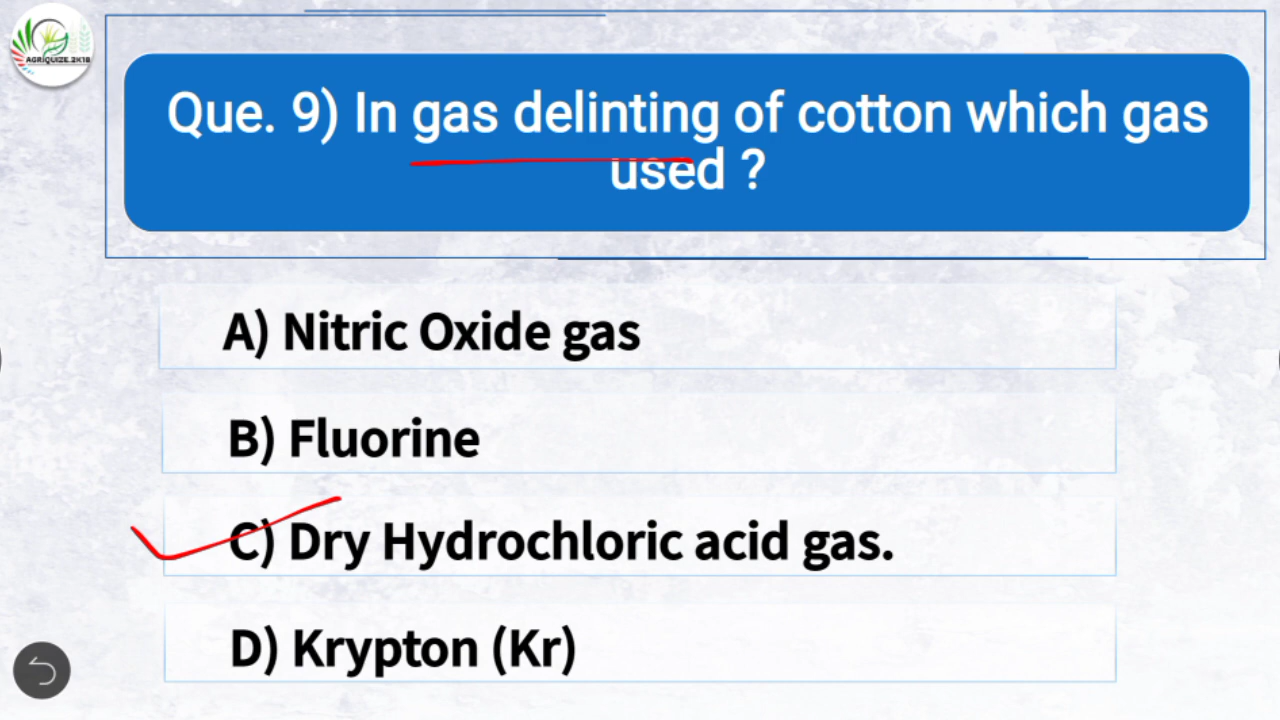 AGRIQUIZE.2K18
Que. 9) In gas delinting of cotton which gas
used ?
A) Nitric Oxide gas
B) Fluorine
C) Dry Hydrochloric acid gas.
D) Krypton (Kr)